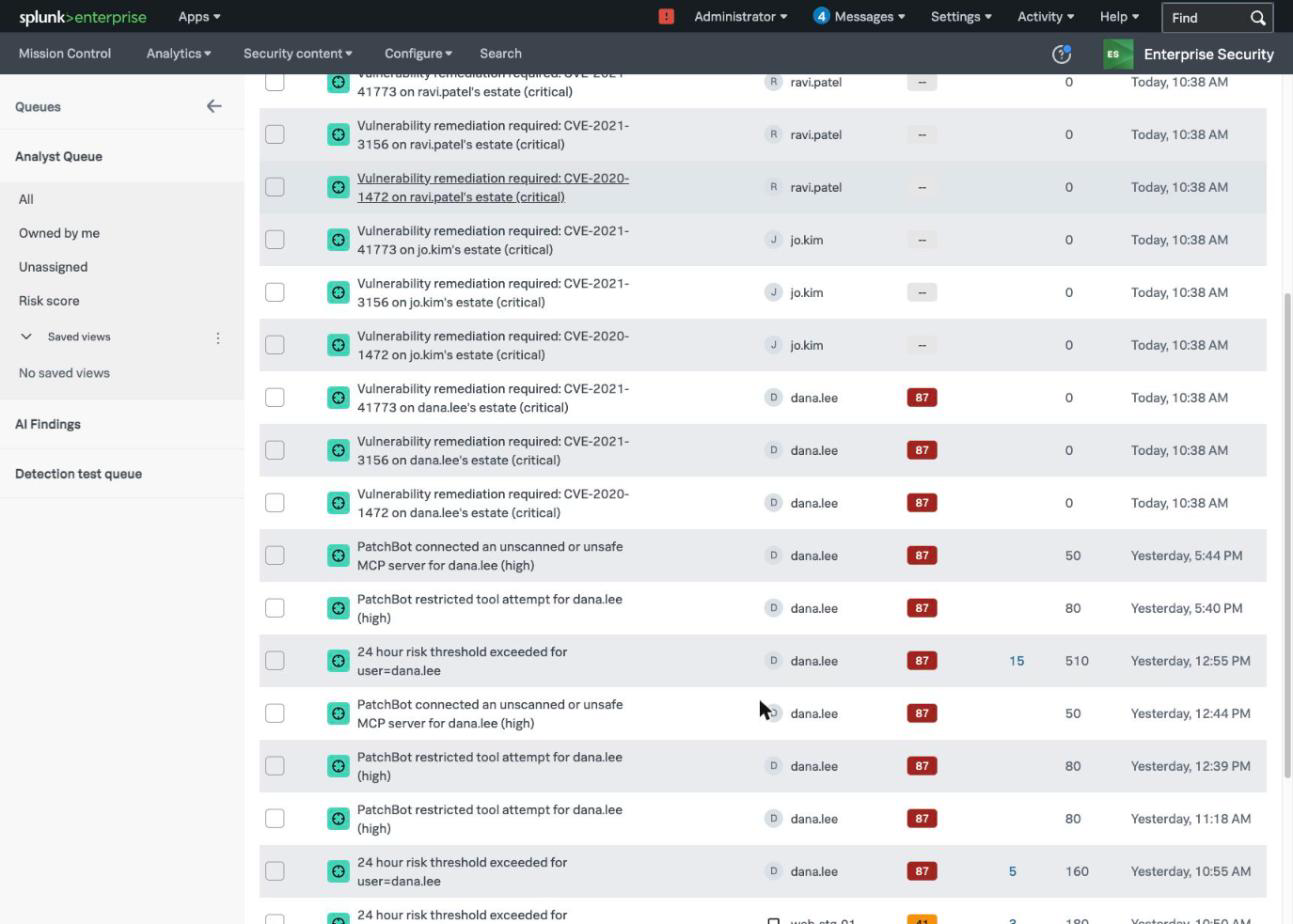 splunk>enterprise Apps Administrator 4 Messages Settings Activity Help Find
Mission Control Analytics Security content Configure Search ES Enterprise Security
Queues
Analyst Queue
All
Owned by me
Unassigned
Risk score
Saved views
No saved views
AI Findings
Detection test queue
Vulnerability remediation required: CVE-2021-
41773 on ravi.patel's estate (critical) R ravi.patel -- 0 Today, 10:38 AM
Vulnerability remediation required: CVE-2021-
3156 on ravi.patel's estate (critical) R ravi.patel -- 0 Today, 10:38 AM
Vulnerability remediation required: CVE-2020-
1472 on ravi.patel's estate (critical) R ravi.patel -- 0 Today, 10:38 AM
Vulnerability remediation required: CVE-2021-
41773 on jo.kim's estate (critical) J jo.kim -- 0 Today, 10:38 AM
Vulnerability remediation required: CVE-2021-
3156 on jo.kim's estate (critical) J jo.kim -- 0 Today, 10:38 AM
Vulnerability remediation required: CVE-2020-
1472 on jo.kim's estate (critical) J jo.kim -- 0 Today, 10:38 AM
Vulnerability remediation required: CVE-2021-
41773 on dana.lee's estate (critical) D dana.lee 87 0 Today, 10:38 AM
Vulnerability remediation required: CVE-2021-
3156 on dana.lee's estate (critical) D dana.lee 87 0 Today, 10:38 AM
Vulnerability remediation required: CVE-2020-
1472 on dana.lee's estate (critical) D dana.lee 87 0 Today, 10:38 AM
PatchBot connected an unscanned or unsafe
MCP server for dana.lee (high) D dana.lee 87 50 Yesterday, 5:44 PM
PatchBot restricted tool attempt for dana.lee
(high) D dana.lee 87 80 Yesterday, 5:40 PM
24 hour risk threshold exceeded for
user=dana.lee D dana.lee 87 15 510 Yesterday, 12:55 PM
PatchBot connected an unscanned or unsafe
MCP server for dana.lee (high) D dana.lee 87 50 Yesterday, 12:44 PM
PatchBot restricted tool attempt for dana.lee
(high) D dana.lee 87 80 Yesterday, 12:39 PM
PatchBot restricted tool attempt for dana.lee
(high) D dana.lee 87 80 Yesterday, 11:18 AM
24 hour risk threshold exceeded for
user=dana.lee D dana.lee 87 5 160 Yesterday, 10:55 AM
24 hour risk threshold exceeded for web-stg-01 41 3 180 Yesterday, 10:50 AM